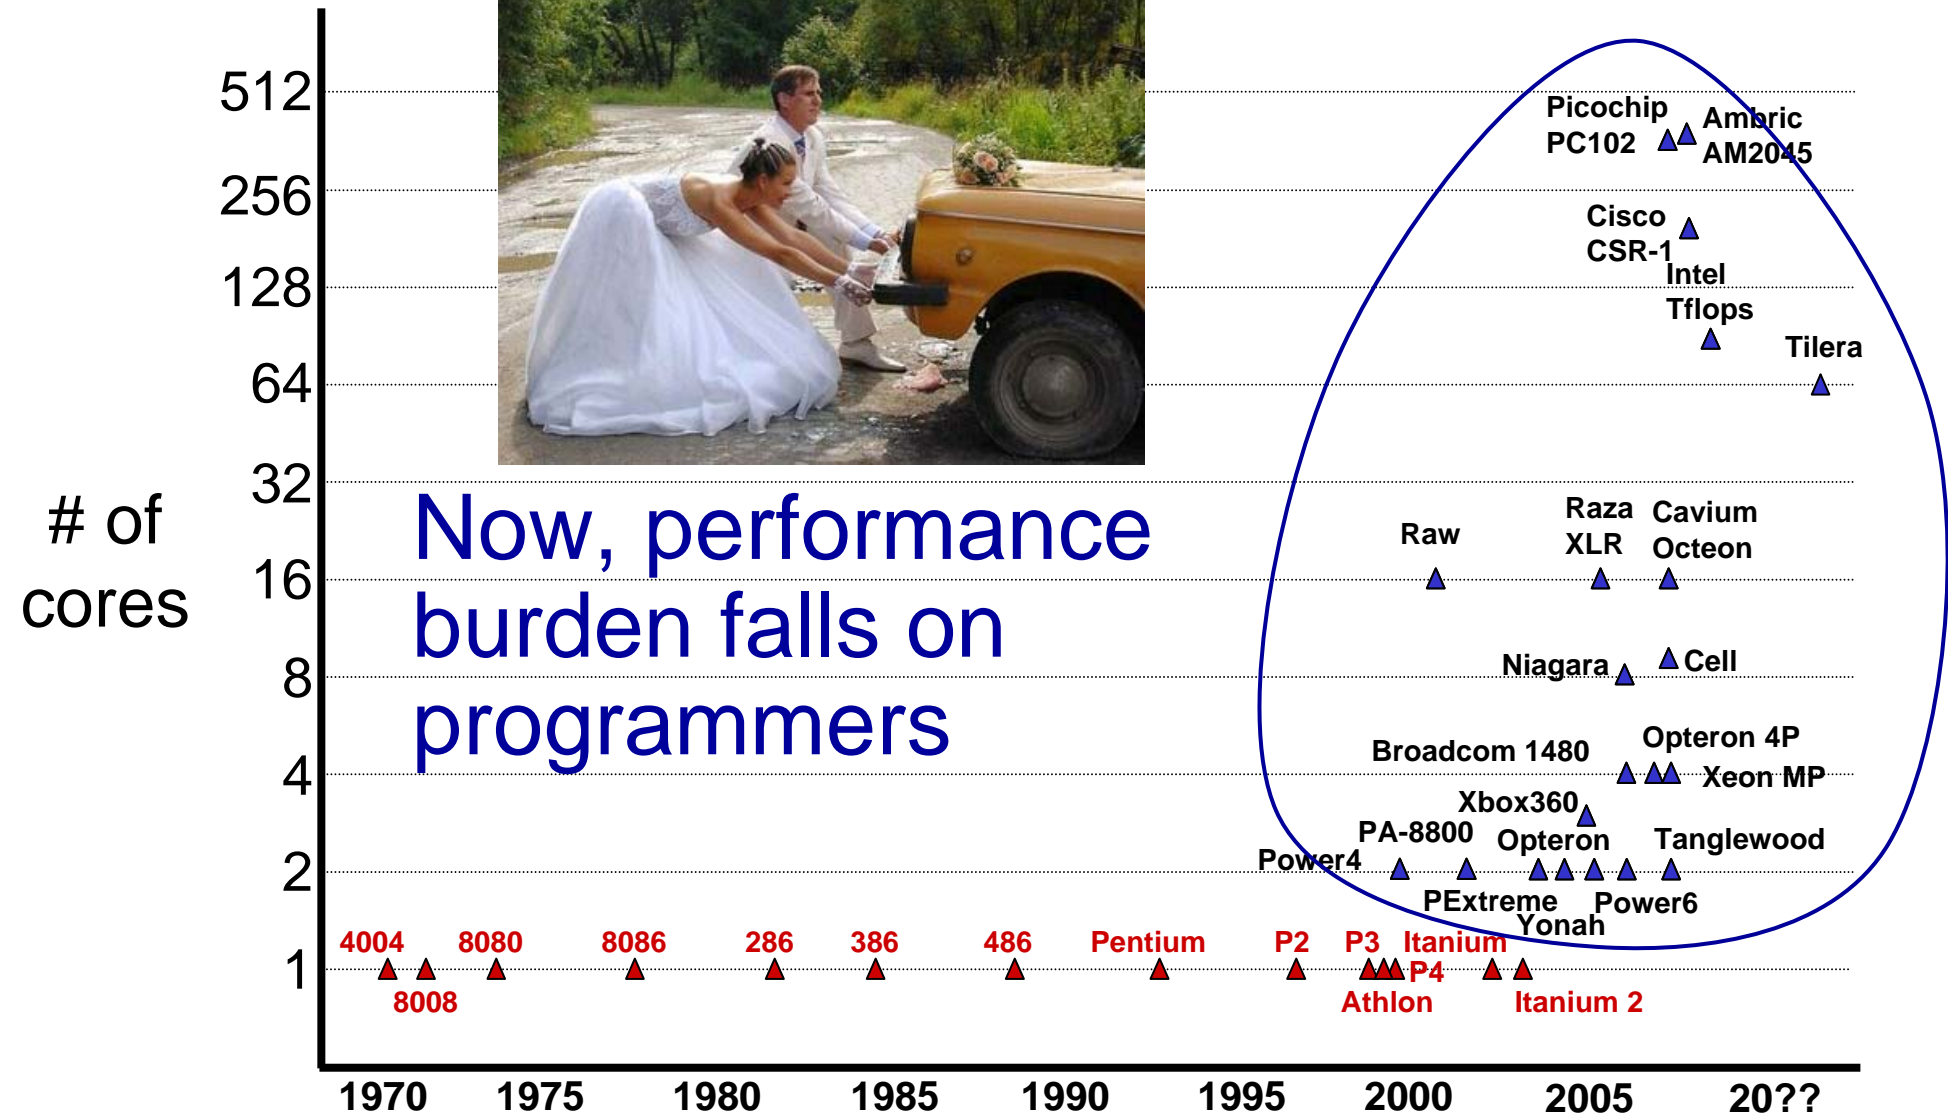 512
Picochip
PC102
Ambric
AM2045
256
Cisco
CSR-1
128
Intel
Tflops
Tilera
64
32
# of
cores
Now, performance
burden falls on
programmers
Raw
Raza
XLR
Cavium
Octeon
16
Niagara
Cell
8
Broadcom 1480
Opteron 4P
Xeon MP
4
Xbox360
PA-8800
Opteron
Tanglewood
Power4
2
PExtreme
Power6
Yonah
4004
8080
8086
286
386
486
Pentium
P2
P3
Itanium
1
P4
8008
Athlon
Itanium 2
1970
1975
1980
1985
1990
1995
2000
2005
20??